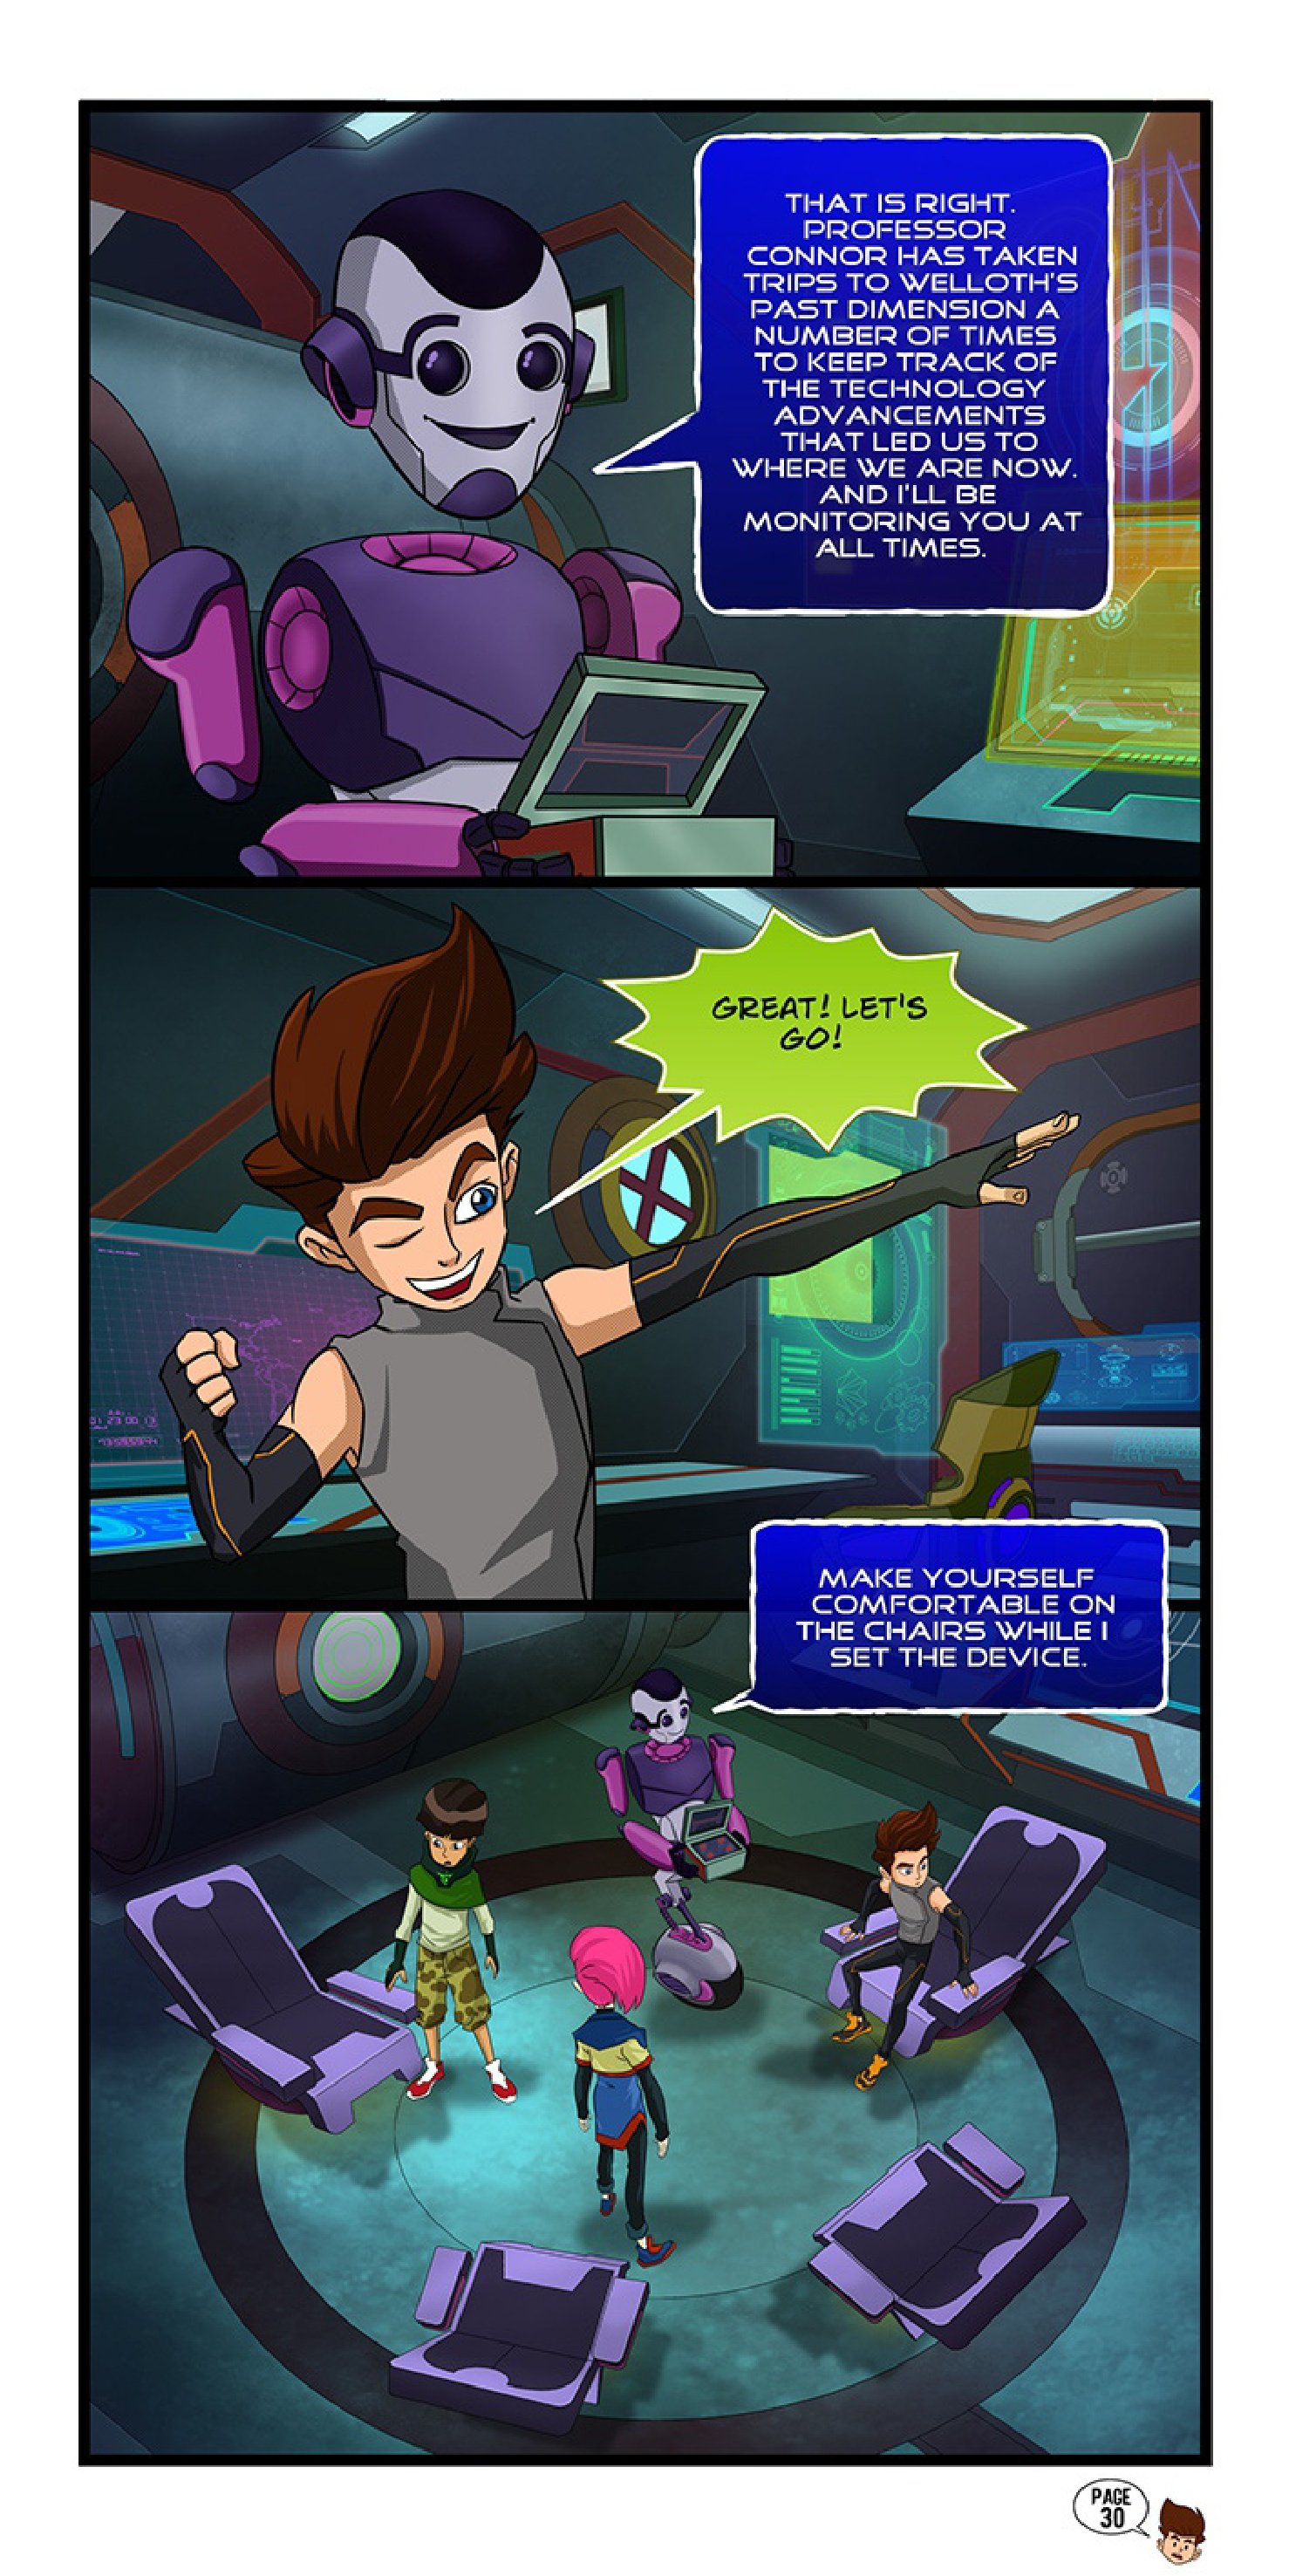 THAT IS RIGHT.
PROFESSOR
CONNOR HAS TAKEN
TRIPS TO WELLOTH'S
PAST DIMENSION A
NUMBER OF TIMES
TO KEEP TRACK OF
THE TECHNOLOGY
ADVANCEMENTS
THAT LED US TO
WHERE WE ARE NOW.
AND I'LL BE
MONITORING YOU AT
ALL TIMES.
GREAT! LET'S
GO!
MAKE YOURSELF
COMFORTABLE ON
THE CHAIRS WHILE I
SET THE DEVICE.
PAGE
30